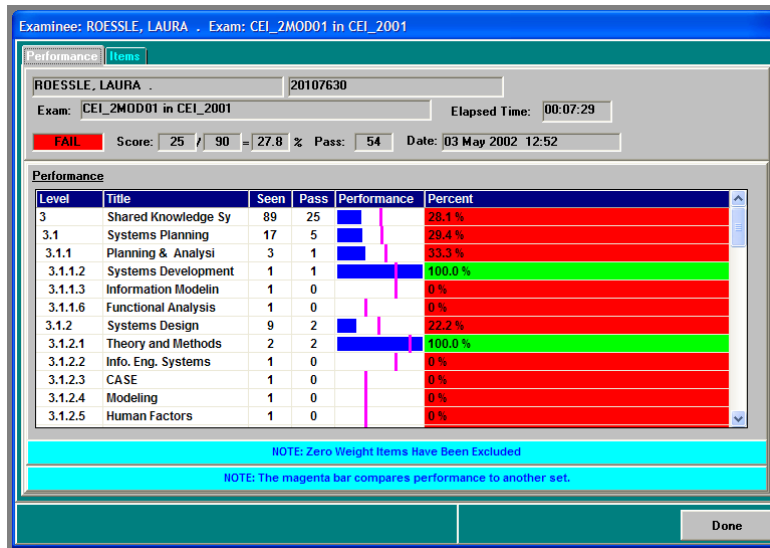 Examinee: ROESSLE, LAURA . Exam: CEI_2MOD01 in CEI_2001
Performance Items
ROESSLE, LAURA . 20107630
Exam: CEI_2MOD01 in CEI_2001 Elapsed Time: 00:07:29
FAIL Score: 25 / 90 = 27.8 % Pass: 54 Date: 03 May 2002 12:52
Performance
Level Title Seen Pass Performance Percent
3 Shared Knowledge Sy 89 25 28.1 %
3.1 Systems Planning 17 5 29.4 %
3.1.1 Planning & Analysi 3 1 33.3 %
3.1.1.2 Systems Development 1 1 100.0 %
3.1.1.3 Information Modelin 1 0 0 %
3.1.1.6 Functional Analysis 1 0 0 %
3.1.2 Systems Design 9 2 22.2 %
3.1.2.1 Theory and Methods 2 2 100.0 %
3.1.2.2 Info. Eng. Systems 1 0 0 %
3.1.2.3 CASE 1 0 0 %
3.1.2.4 Modeling 1 0 0 %
3.1.2.5 Human Factors 1 0 0 %
NOTE: Zero Weight Items Have Been Excluded
NOTE: The magenta bar compares performance to another set.
Done